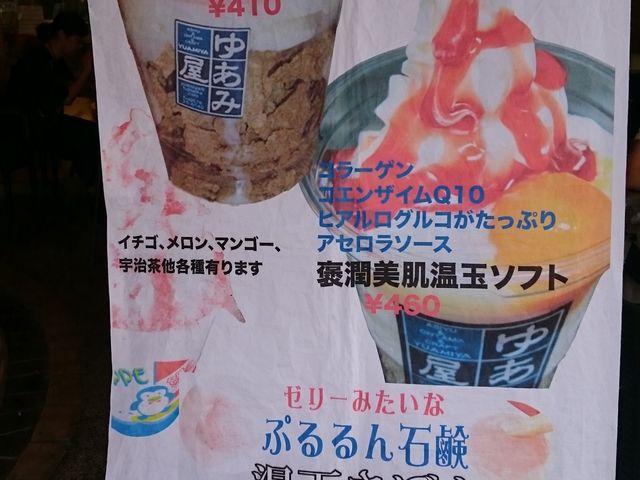 ¥410
YUAMIYA
ゆあみ
屋
コラーゲン
コエンザイムQ10
ヒアルログルコがたっぷり
アセロラソース
褒潤美肌温玉ソフト
¥460
イチゴ、メロン、マンゴー、
宇治茶他各種有ります
YUAMIYA
ゆあみ
屋
ゼリーみたいな
ぷるるん石鹸